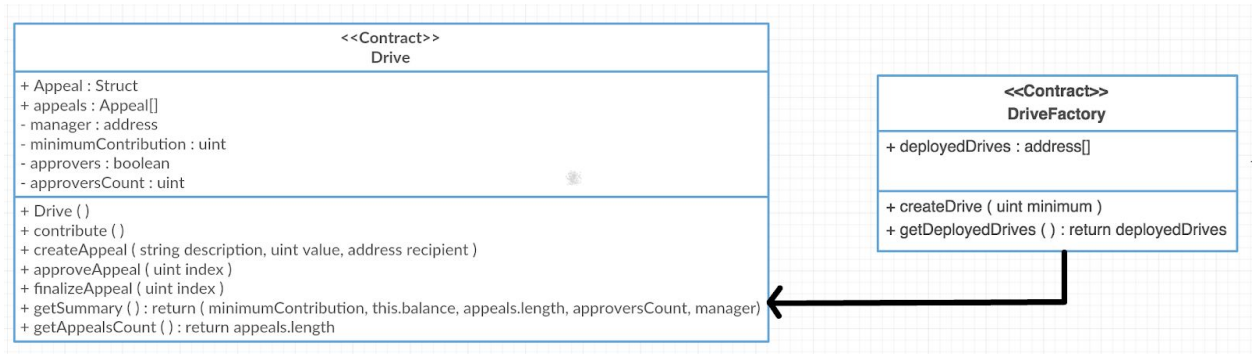 <<Contract>>
Drive
+ Appeal : Struct
+ appeals : Appeal[]
- manager : address
- minimumContribution : uint
- approvers : boolean
- approversCount : uint
+ Drive ( )
+ contribute ( )
+ createAppeal ( string description, uint value, address recipient )
+ approveAppeal ( uint index )
+ finalizeAppeal ( uint index )
+ getSummary ( ) : return ( minimumContribution, this.balance, appeals.length, approversCount, manager)
+ getAppealsCount ( ) : return appeals.length
<<Contract>>
DriveFactory
+ deployedDrives : address[]
+ createDrive ( uint minimum )
+ getDeployedDrives ( ) : return deployedDrives